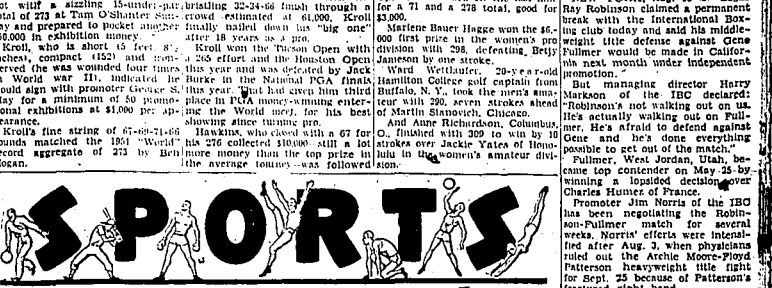 with a sizzling 15-under-par
total of 273 at Tam O'Shanter Sun-
day and prepared to pocket another
$50,000 in exhibition money.
Kroll, who is short (5 feet, 8
inches), compact (152) and
served (he was wounded four times
in World war II), indicated he
would sign with promoter George S.
May for a minimum of 50 promo-
tional exhibitions at $1,000 per ap-
pearance.
Kroll's fine string of 67-69-71-66
rounds matched the 1951 "World"
record aggregate of 273 by Ben
Hogan.
bristling 32-34-66 finish through a
crowd estimated at 61,000, Kroll
finally nailed down his "big one"
after 18 years as a pro.
Kroll won the Tucson Open with
a 265 effort and the Houston Open
this year and was defeated by Jack
Burke in the National PGA finals
this year. That had given him third
place in PGA money-winning enter-
ing the World meet, for his best
showing since turning pro.
Hawkins, who closed with a 67 for
his 276 collected $10,000—still a lot
more money than the top prize in
the average tourney—was followed
for a 71 and a 278 total, good for
$3,000.
Marlene Bauer Hagge won the $6,-
000 first prize in the women's pro
division with 298, defeating Betty
Jameson by one stroke.
Ward Wettlaufer, 20-year-old
Hamilton College golf captain from
Buffalo, N. Y., took the men's ama-
teur with 290, seven strokes ahead
of Martin Stanovich, Chicago.
And Anne Richardson, Columbus,
O., finished with 309 to win by 10
strokes over Jackie Yates of Hono-
lulu in the women's amateur divi-
sion.
SPORTS
Ray Robinson claimed a permanent
break with the International Box-
ing club today and said his middle-
weight title defense against Gene
Fullmer would be made in Califor-
nia next month under independent
promotion.
But managing director Harry
Markson of the IBC declared:
"Robinson's not walking out on us.
He's actually walking out on Full-
mer. He's afraid to defend against
Gene and he's done everything
possible to get out of the match."
Fullmer, West Jordan, Utah, be-
came top contender on May 25 by
winning a lopsided decision over
Charles Humez of France.
Promoter Jim Norris of the IBC
has been negotiating the Robin-
son-Fullmer match for several
weeks. Norris' efforts were intensi-
fied after Aug. 3, when physicians
ruled out the Archie Moore-Floyd
Patterson heavyweight title fight
for Sept. 25 because of Patterson's
fractured right hand.